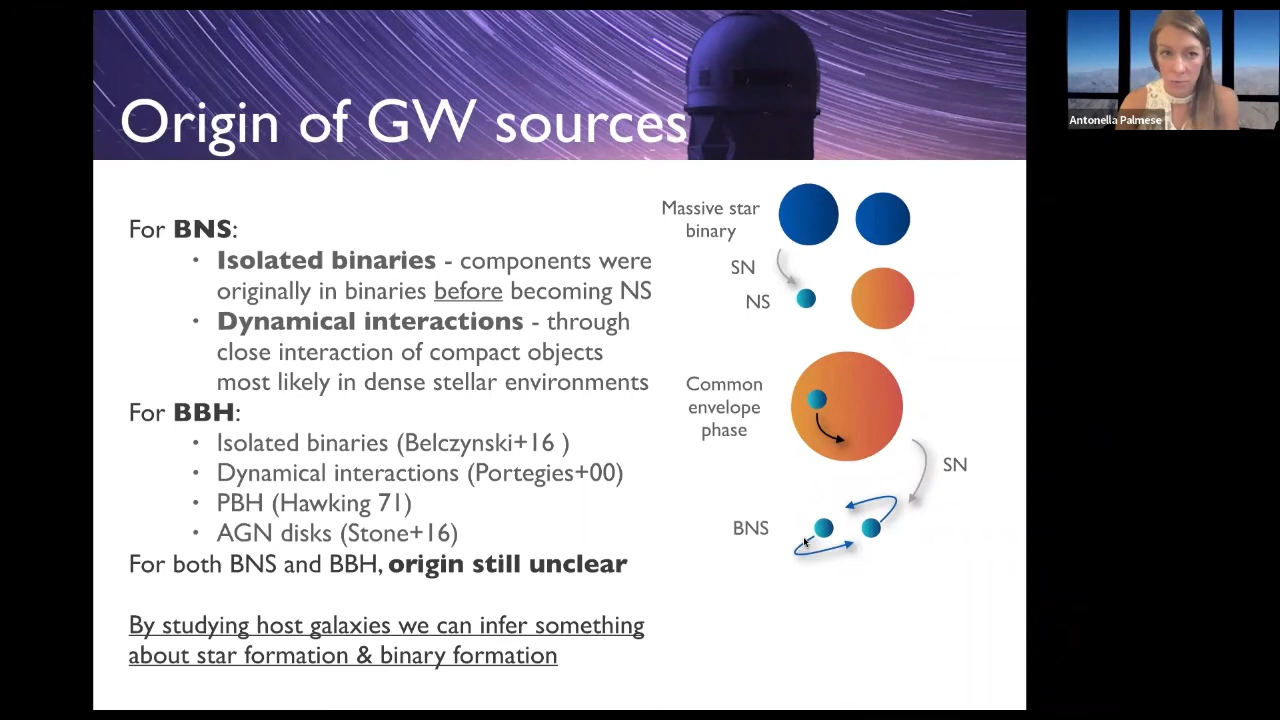 Origin of GW sources
For BNS:
• Isolated binaries - components were
originally in binaries before becoming NS
• Dynamical interactions - through
close interaction of compact objects
most likely in dense stellar environments
For BBH:
• Isolated binaries (Belczynski+16 )
• Dynamical interactions (Portegies+00)
• PBH (Hawking 71)
• AGN disks (Stone+16)
For both BNS and BBH, origin still unclear
By studying host galaxies we can infer something
about star formation & binary formation
Massive star
binary
SN
NS
Common
envelope
phase
SN
BNS
Antonella Palmese